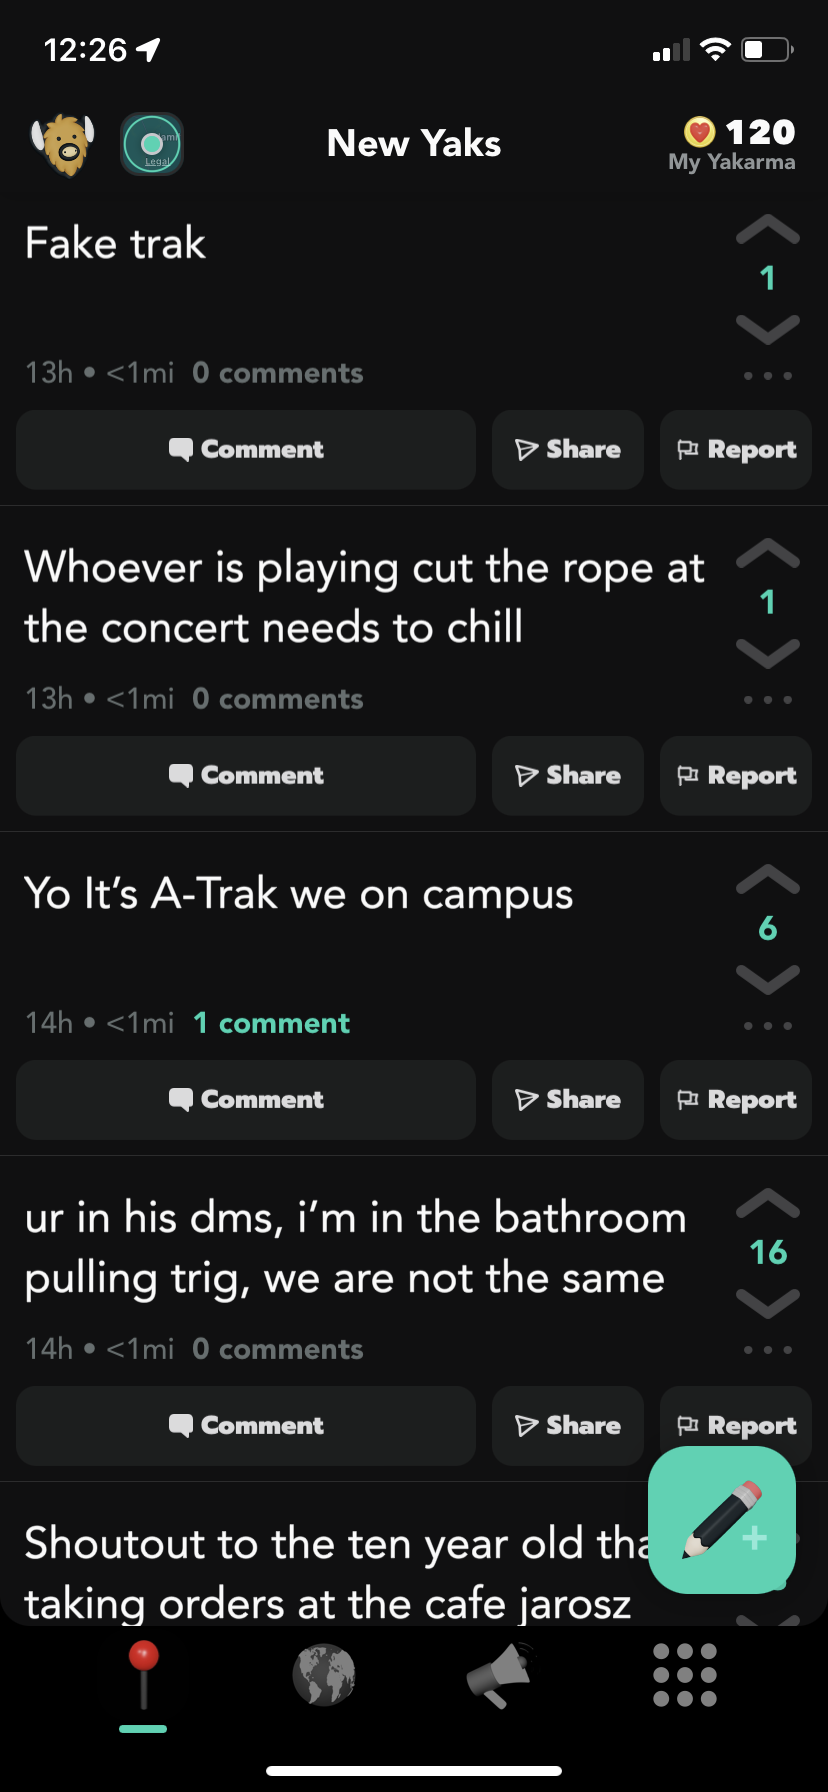 12:26
Legal
New Yaks
120
My Yakarma
Fake trak
1
13h • <1mi 0 comments
Comment
Share
Report
Whoever is playing cut the rope at
the concert needs to chill
1
13h • <1mi 0 comments
Comment
Share
Report
Yo It's A-Trak we on campus
6
14h • <1mi 1 comment
Comment
Share
Report
ur in his dms, i'm in the bathroom
pulling trig, we are not the same
16
14h • <1mi 0 comments
Comment
Share
Report
Shoutout to the ten year old
taking orders at the cafe jarosz